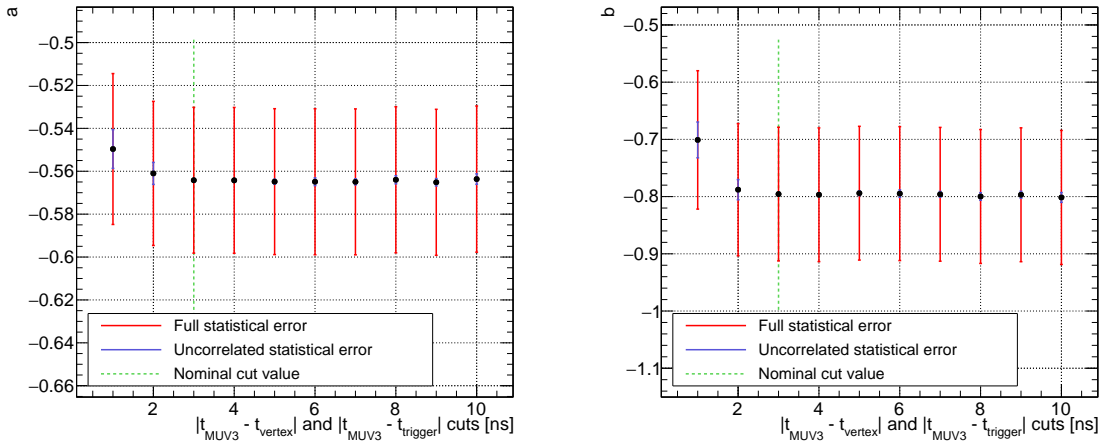 a
−0.5
−0.52
−0.54
−0.56
−0.58
−0.6
−0.62
−0.64
−0.66
Full statistical error
Uncorrelated statistical error
Nominal cut value
2 4 6 8 10
|t_MUV3 - t_vertex| and |t_MUV3 - t_trigger| cuts [ns]
b
−0.5
−0.6
−0.7
−0.8
−0.9
−1
−1.1
Full statistical error
Uncorrelated statistical error
Nominal cut value
2 4 6 8 10
|t_MUV3 - t_vertex| and |t_MUV3 - t_trigger| cuts [ns]